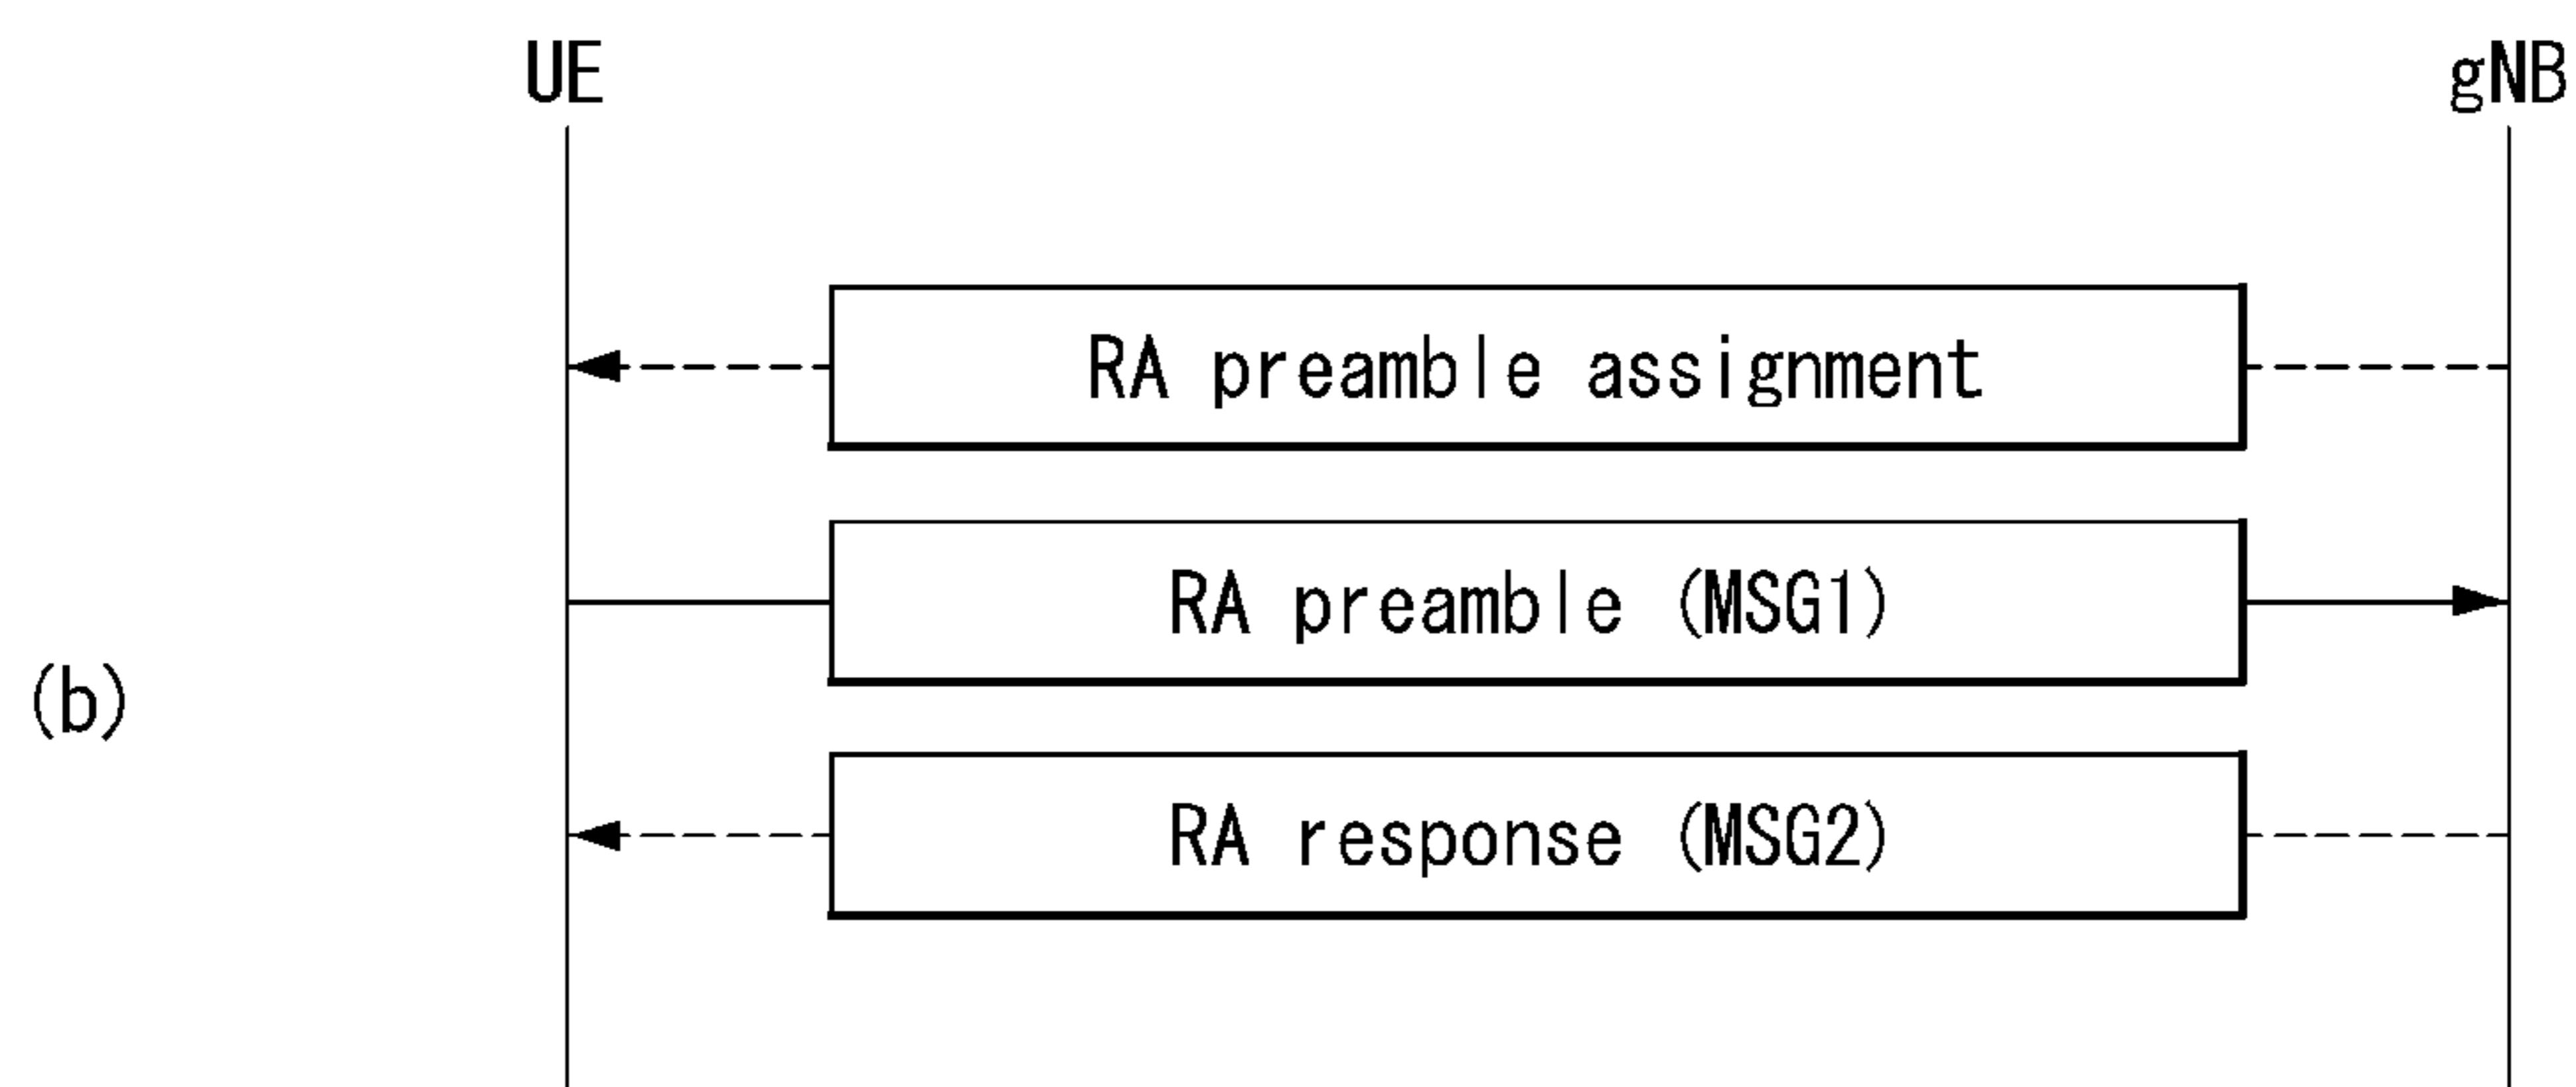 UE gNB
RA preamble assignment
RA preamble (MSG1)
(b)
RA response (MSG2)